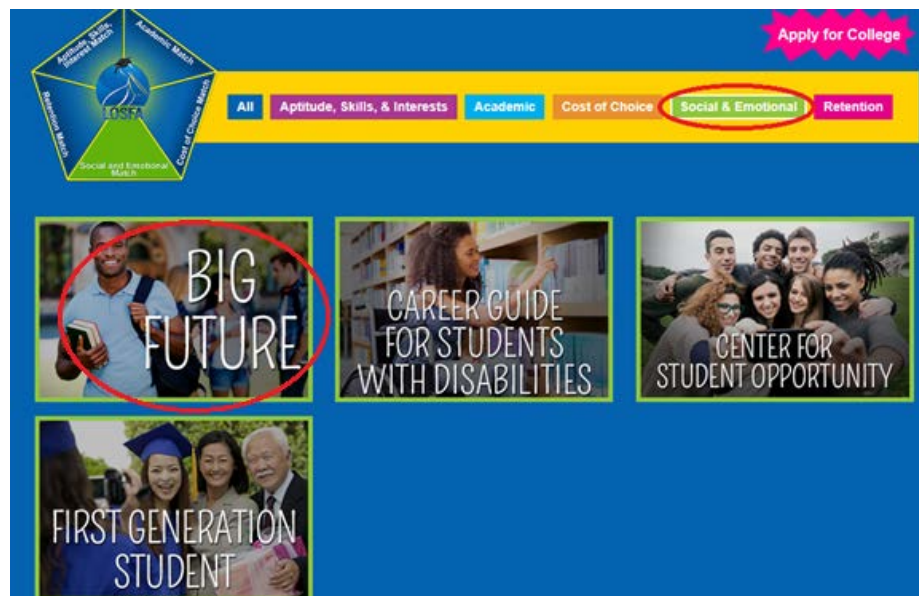 Apply for College
Aptitude, Skills,
Interest Match
Academic Match
Retention Match
Cost of Choice Match
LOSFA
Social and Emotional
Match
All
Aptitude, Skills, & Interests
Academic
Cost of Choice
Social & Emotional
Retention
BIG
FUTURE
CAREER GUIDE
FOR STUDENTS
WITH DISABILITIES
CENTER FOR
STUDENT OPPORTUNITY
FIRST GENERATION
STUDENT